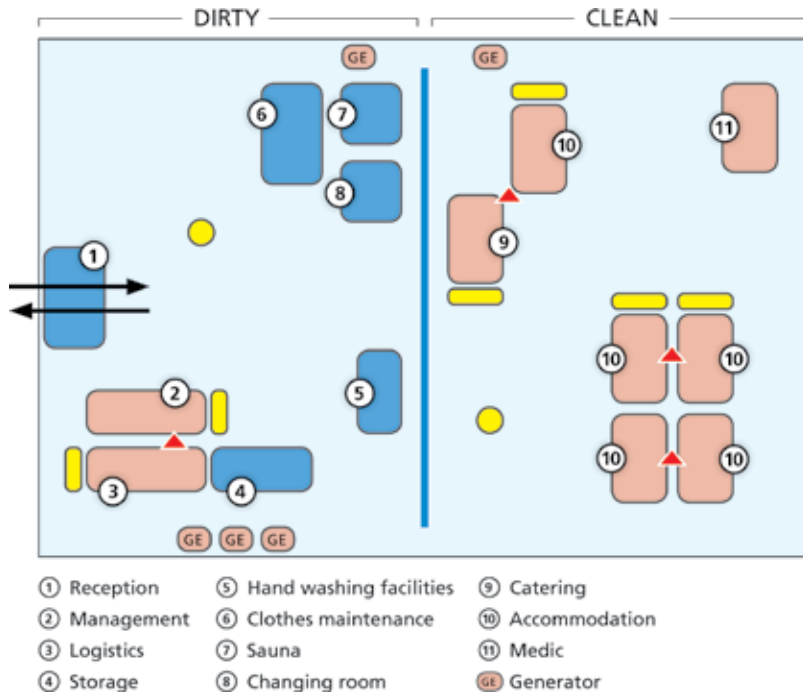 DIRTY CLEAN
GE GE
6 7 11
10
8
9
1
10 10
2 5
10 10
3 4
GE GE GE
1 Reception 5 Hand washing facilities 9 Catering
2 Management 6 Clothes maintenance 10 Accommodation
3 Logistics 7 Sauna 11 Medic
4 Storage 8 Changing room GE Generator